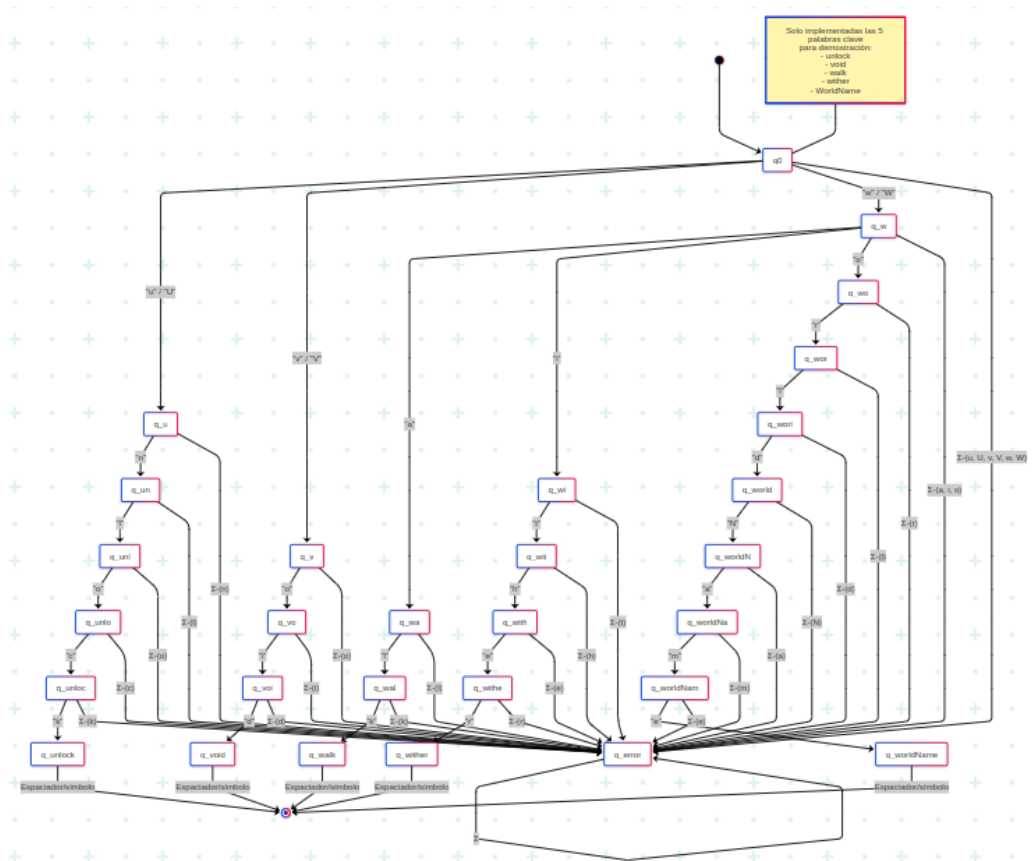 Solo implementadas las 5
palabras clave
para demostración:
- unlock
- void
- walk
- wither
- WorldName
q0
"w" / "W"
q_w
"o"
"u" / "U"
q_wo
"v" / "V"
"i"
q_wor
"l"
"a"
q_u
q_worl
"n"
"d"
Σ-(u, U, v, V, w, W)
q_un
q_wi
q_world
Σ-(a, i, o)
"l"
"t"
"N"
Σ-(r)
q_unl
q_v
q_wit
q_worldN
Σ-(l)
"o"
Σ-(n)
"o"
"h"
"a"
Σ-(d)
q_unlo
Σ-(l)
q_vo
q_wa
q_with
Σ-(t)
q_worldNa
Σ-(N)
"c"
Σ-(o)
"i"
Σ-(o)
"l"
"e"
Σ-(h)
"m"
Σ-(a)
q_unloc
Σ-(c)
q_voi
Σ-(i)
q_wal
Σ-(l)
q_withe
Σ-(e)
q_worldNam
Σ-(m)
"k"
Σ-(k)
"d"
Σ-(d)
"k"
Σ-(k)
"r"
Σ-(r)
"e"
Σ-(e)
q_unlock
q_void
q_walk
q_wither
q_error
q_worldName
Espaciador/símbolo
Espaciador/símbolo
Espaciador/símbolo
Espaciador/símbolo
Espaciador/símbolo
Σ